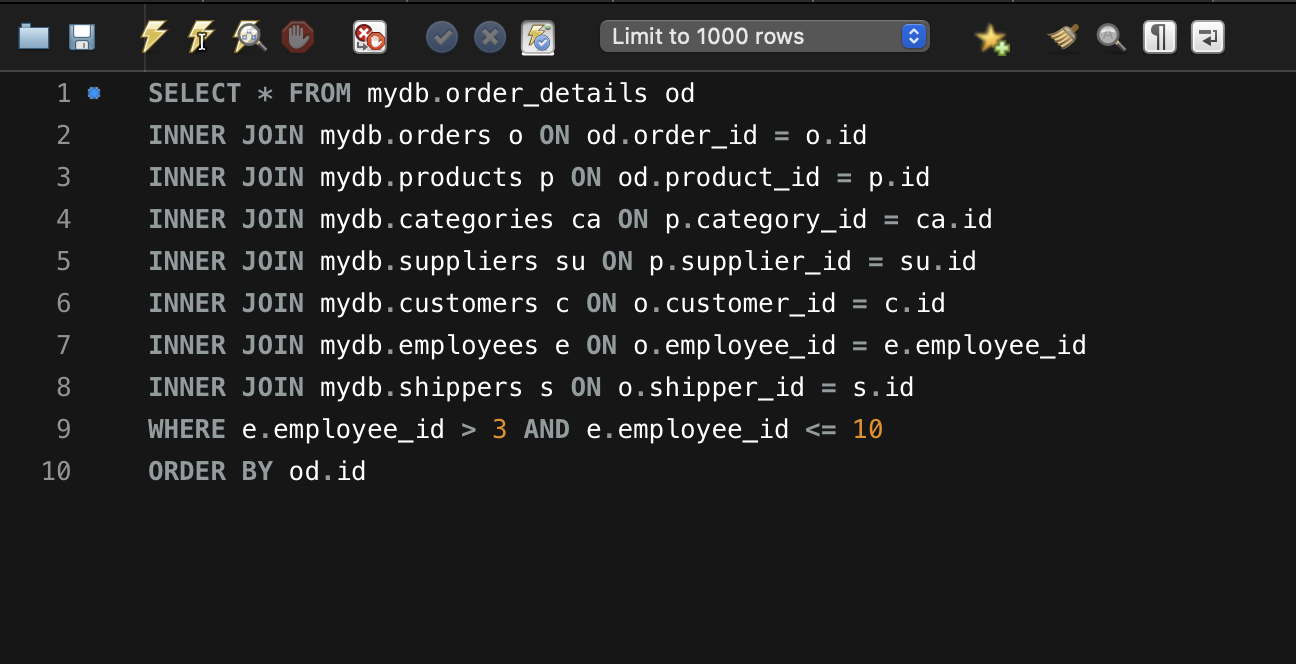 Limit to 1000 rows
1 SELECT * FROM mydb.order_details od
2 INNER JOIN mydb.orders o ON od.order_id = o.id
3 INNER JOIN mydb.products p ON od.product_id = p.id
4 INNER JOIN mydb.categories ca ON p.category_id = ca.id
5 INNER JOIN mydb.suppliers su ON p.supplier_id = su.id
6 INNER JOIN mydb.customers c ON o.customer_id = c.id
7 INNER JOIN mydb.employees e ON o.employee_id = e.employee_id
8 INNER JOIN mydb.shippers s ON o.shipper_id = s.id
9 WHERE e.employee_id > 3 AND e.employee_id <= 10
10 ORDER BY od.id